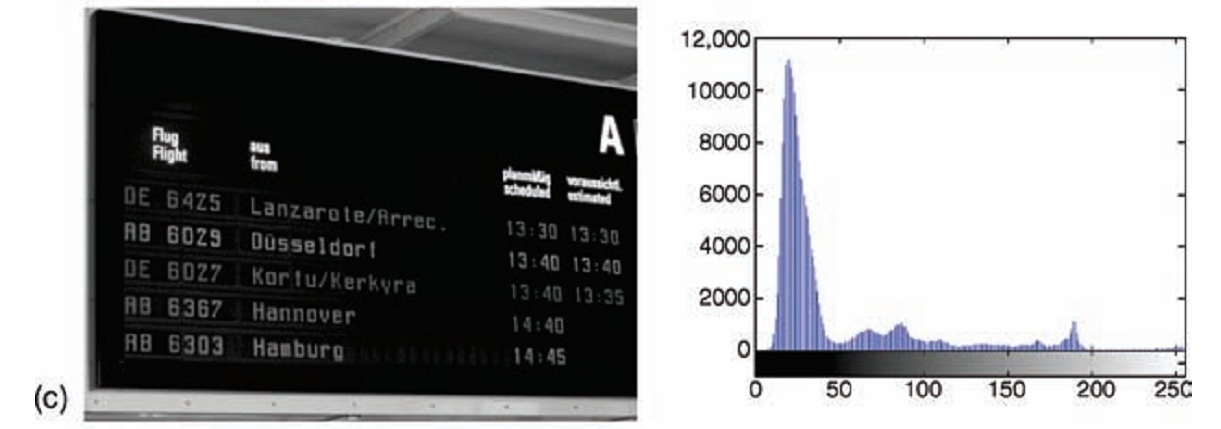 A
Flug
Flight
aus
from
planmäßig
scheduled
voraussichtl.
estimated
DE 6425 Lanzarote/Arrec. 13:30 13:30
AB 6029 Düsseldorf 13:40 13:40
DE 6027 Korfu/Kerkyra 13:40 13:35
AB 6367 Hannover 14:40
AB 6303 Hamburg 14:45
(c)
12,000
10000
8000
6000
4000
2000
0
0 50 100 150 200 250